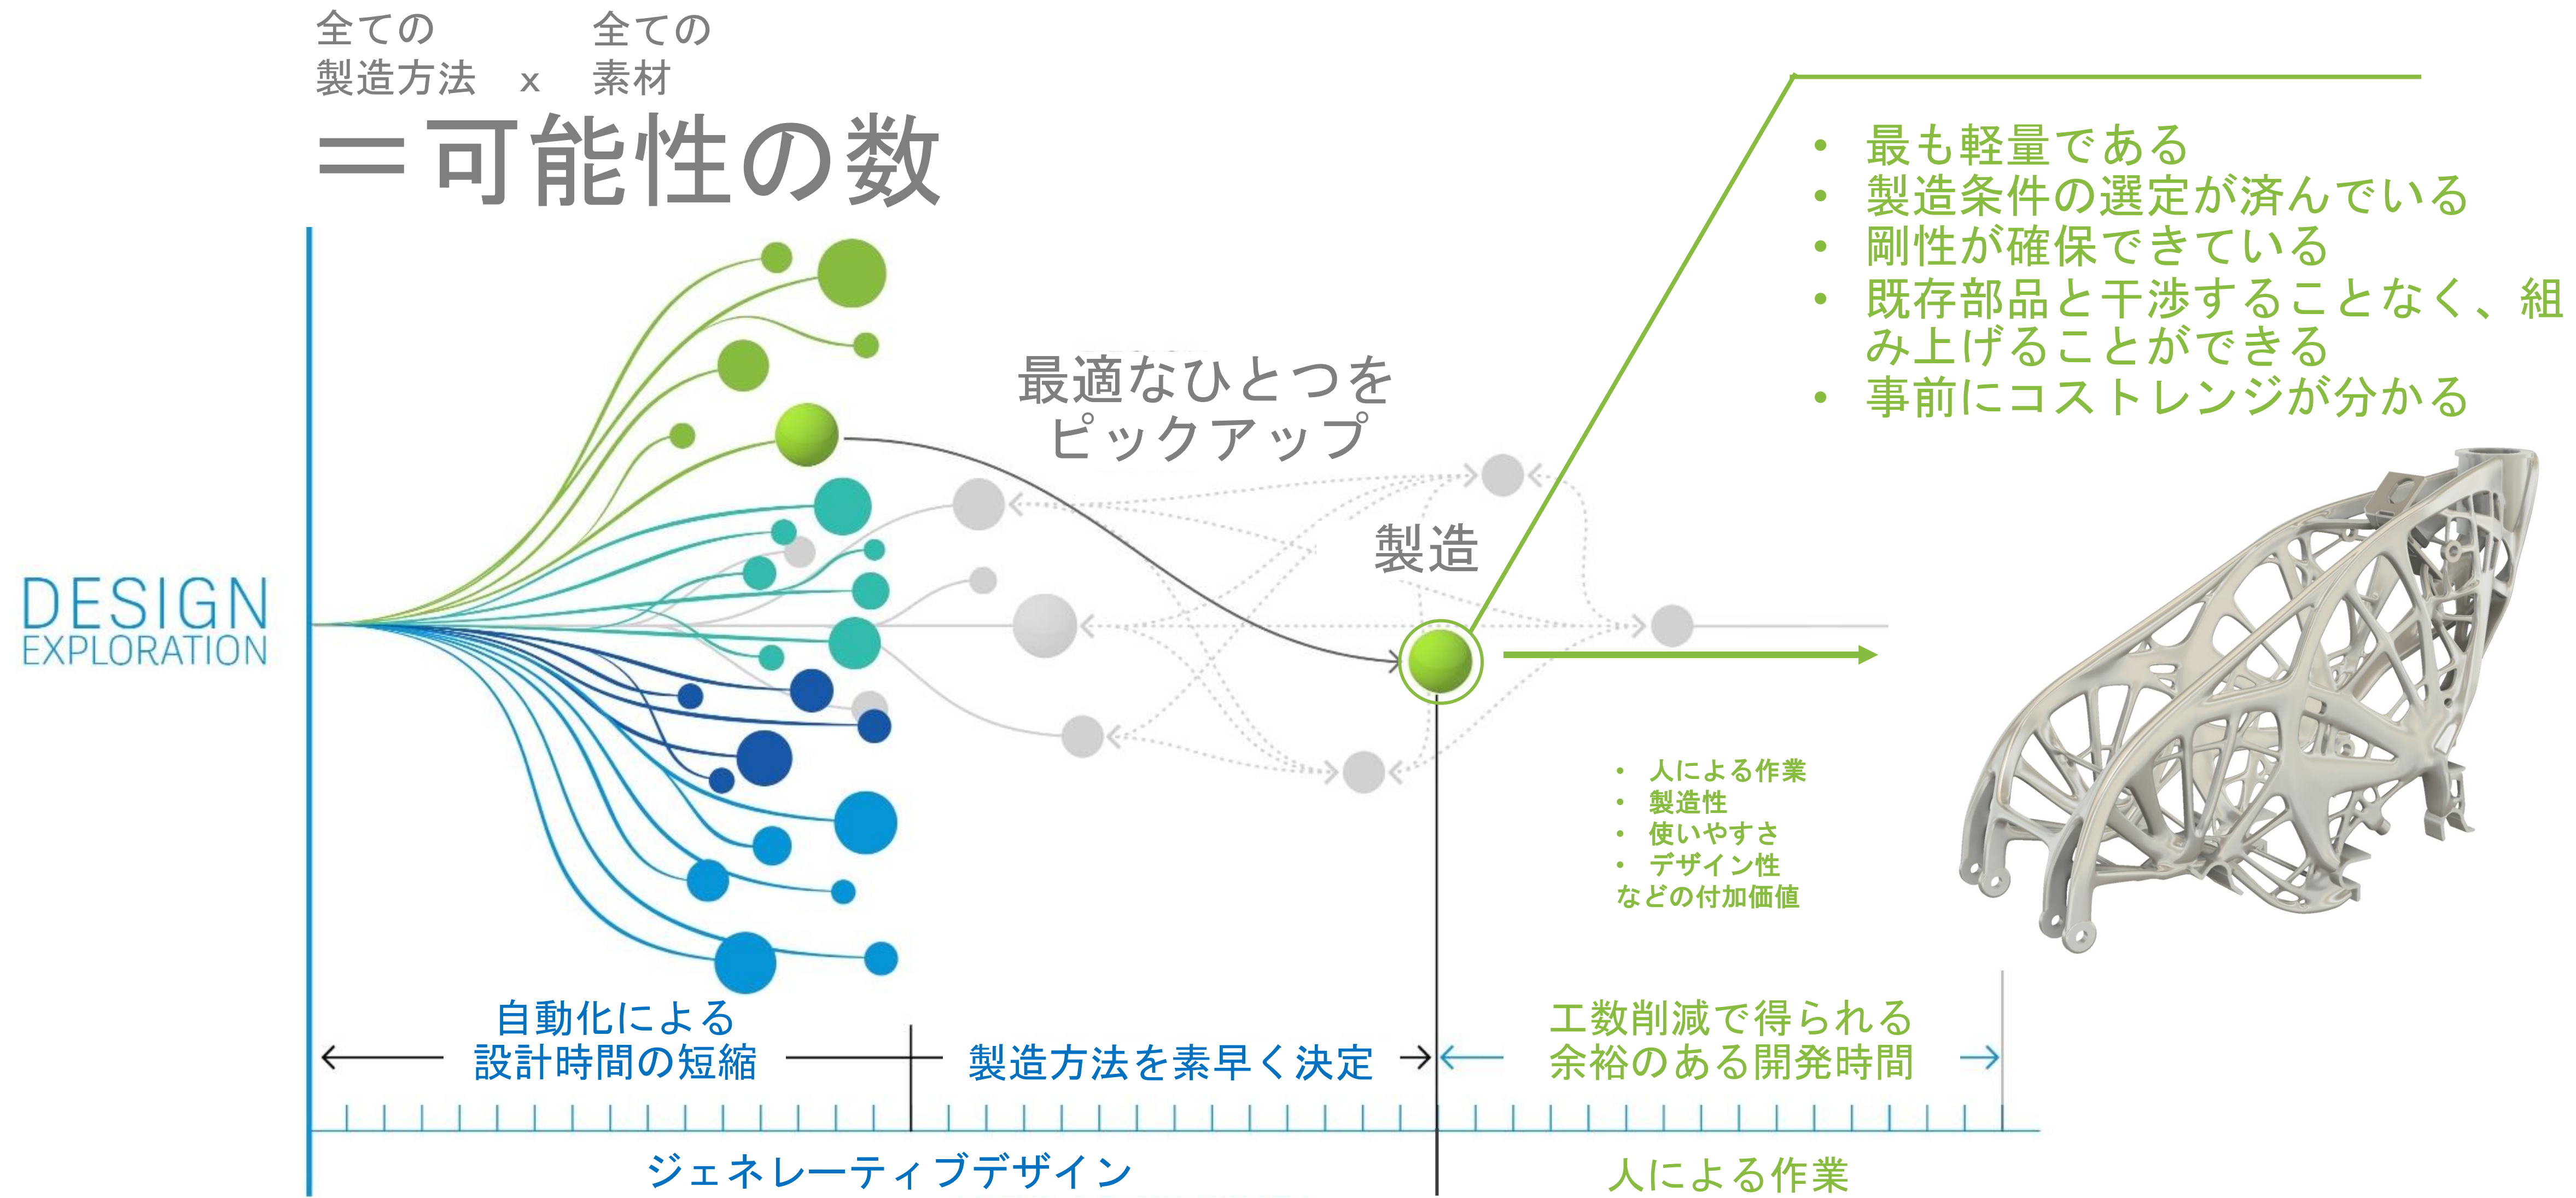 全ての 全ての
製造方法 x 素材
＝可能性の数
• 最も軽量である
• 製造条件の選定が済んでいる
• 剛性が確保できている
• 既存部品と干渉することなく、組
み上げることができる
• 事前にコストレンジが分かる
最適なひとつを
ピックアップ
製造
DESIGN
EXPLORATION
• 人による作業
• 製造性
• 使いやすさ
• デザイン性
などの付加価値
自動化による
設計時間の短縮
製造方法を素早く決定
工数削減で得られる
余裕のある開発時間
ジェネレーティブデザイン
人による作業